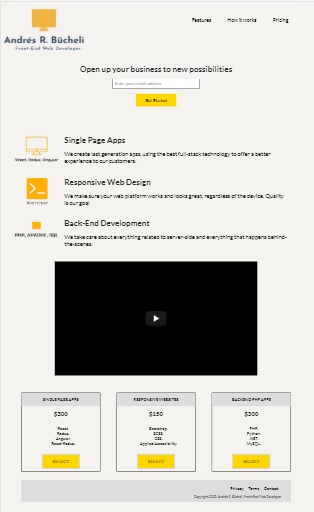 Features How it works Pricing
Andrés R. Bücheli
Front-End Web Developer
Open up your business to new possibilities
Enter your email address
Get Started
Single Page Apps
React, Redux, Angular
We create last generation apps, using the best full-stack technology to offer a better
experience to our customers.
Responsive Web Design
We make sure your web platform works and looks great, regardless of the device. Quality
is our goal
Back-End Development
PHP, APACHE, SQL
We take care about everything related to server-side and everything that happens behind-
the-scenes.
SINGLE PAGE APPS
$300
React.
Redux.
Angular.
React-Redux.
SELECT
RESPONSIVE WEBSITES
$150
Bootstrap.
SCSS.
CSS.
Applied Accessibility.
SELECT
BACKEND PHP APPS
$300
PHP.
Python.
.NET.
MySQL.
SELECT
Privacy Terms Contact
Copyright 2020, Andrés R. Bücheli, Front-End Web Developer